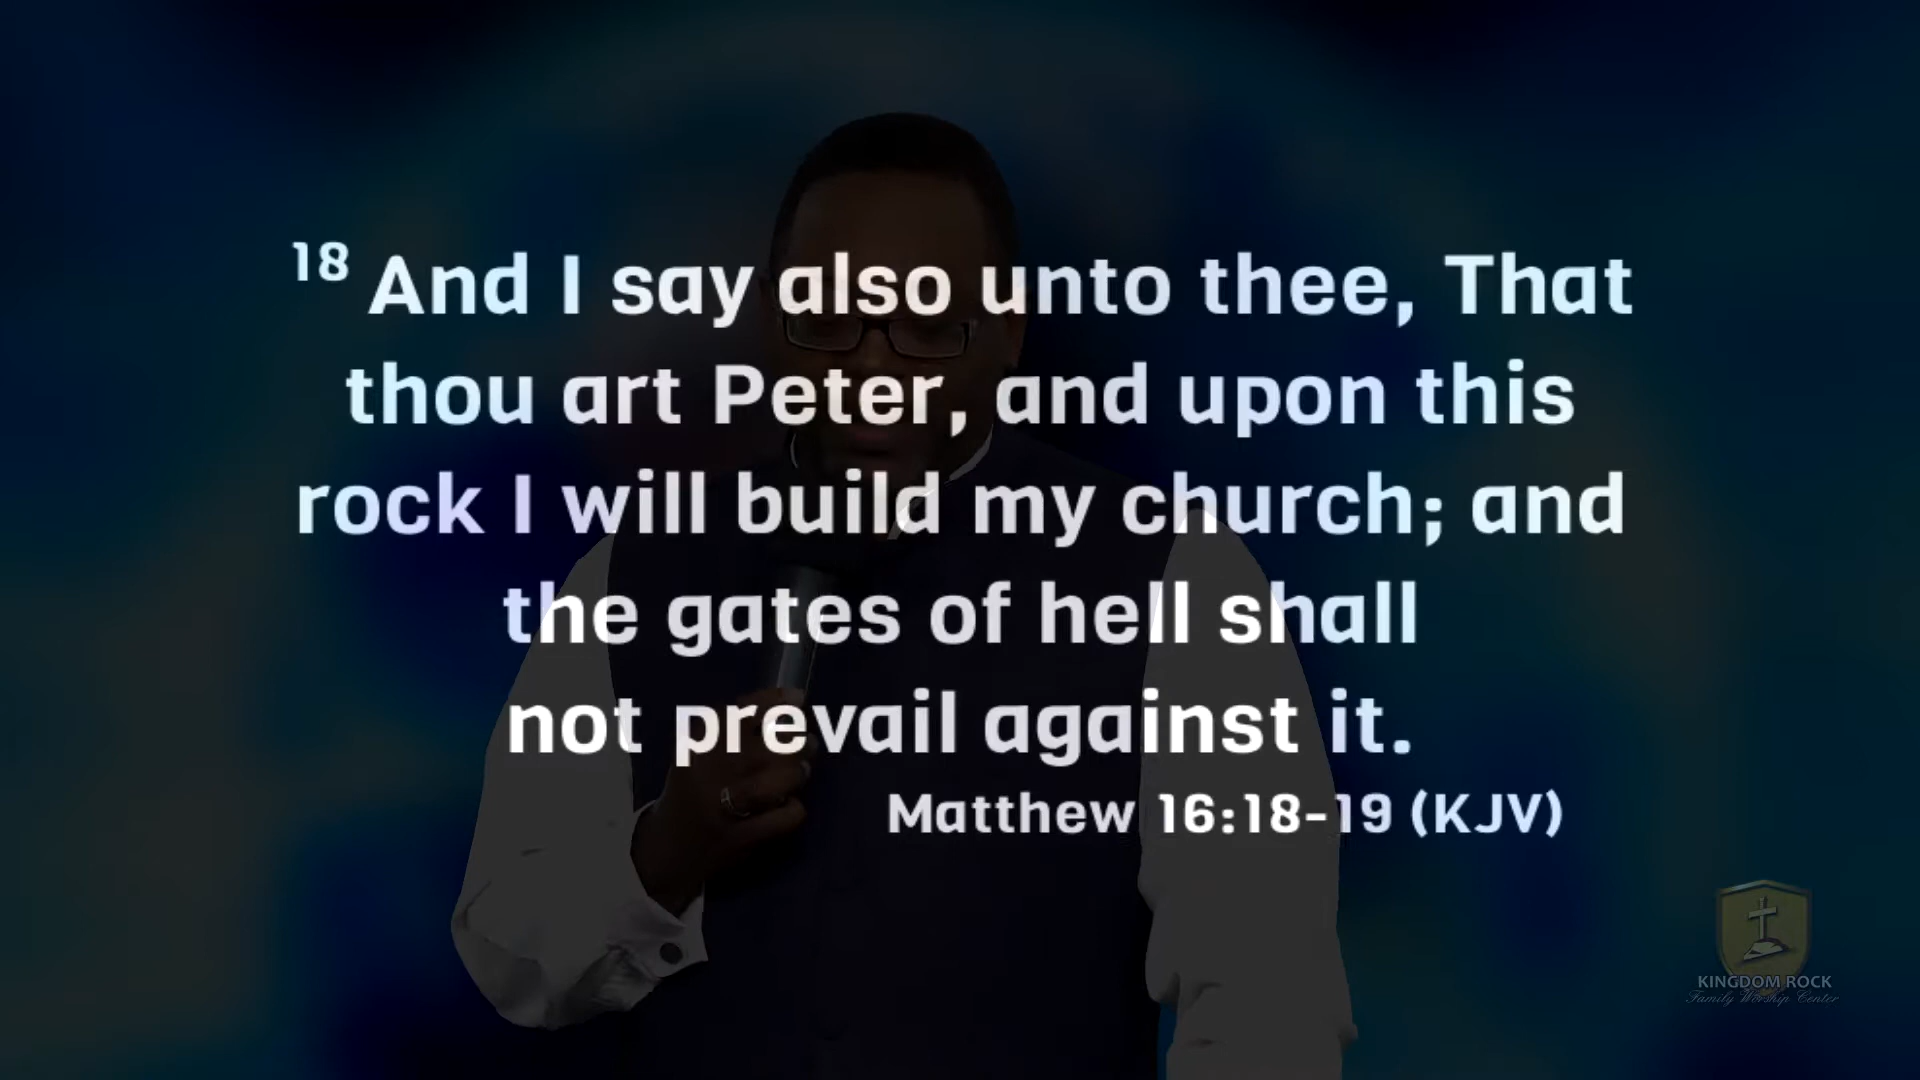 18 And I say also unto thee, That
thou art Peter, and upon this
rock I will build my church; and
the gates of hell shall
not prevail against it.
Matthew 16:18-19 (KJV)
KINGDOM ROCK
Family Worship Center